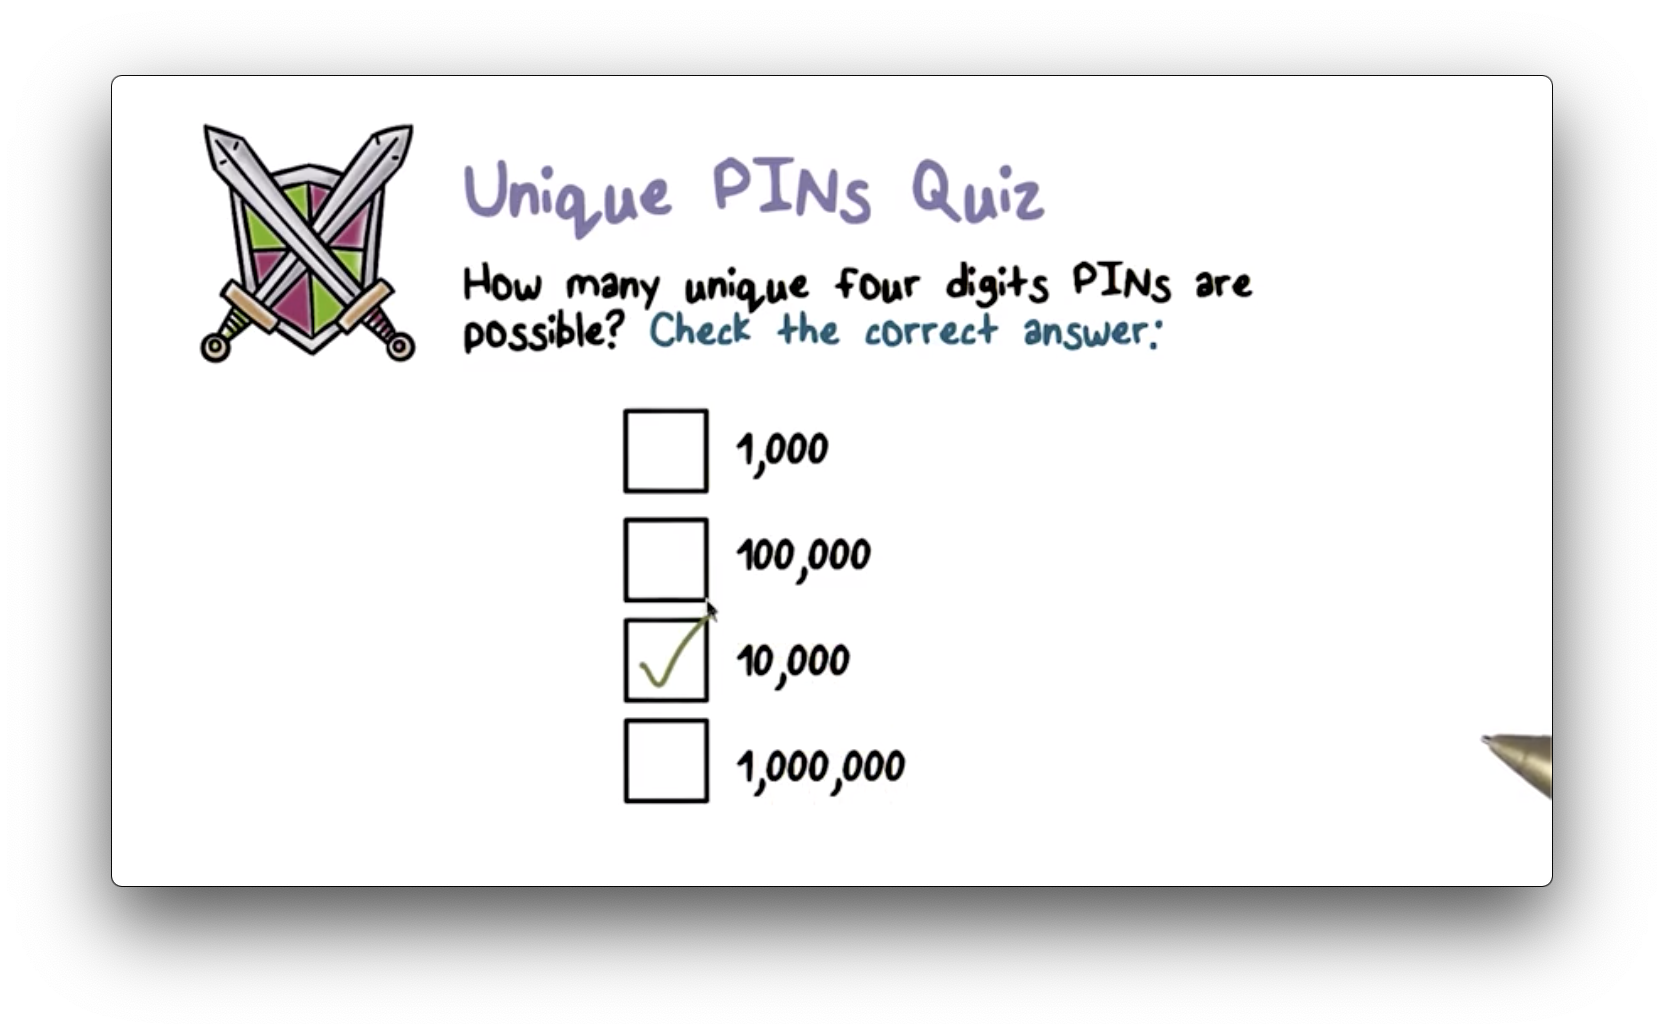 Unique PINs Quiz
How many unique four digits PINs are
possible? Check the correct answer:
1,000
100,000
10,000
1,000,000